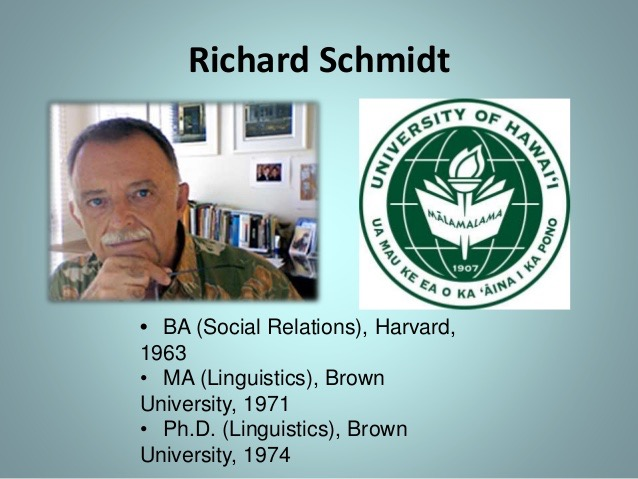 Richard Schmidt
UNIVERSITY OF HAWAI‘I
MĀLAMALAMA
1907
UA MAU KE EA O KA ‘ĀINA I KA PONO
• BA (Social Relations), Harvard,
1963
• MA (Linguistics), Brown
University, 1971
• Ph.D. (Linguistics), Brown
University, 1974